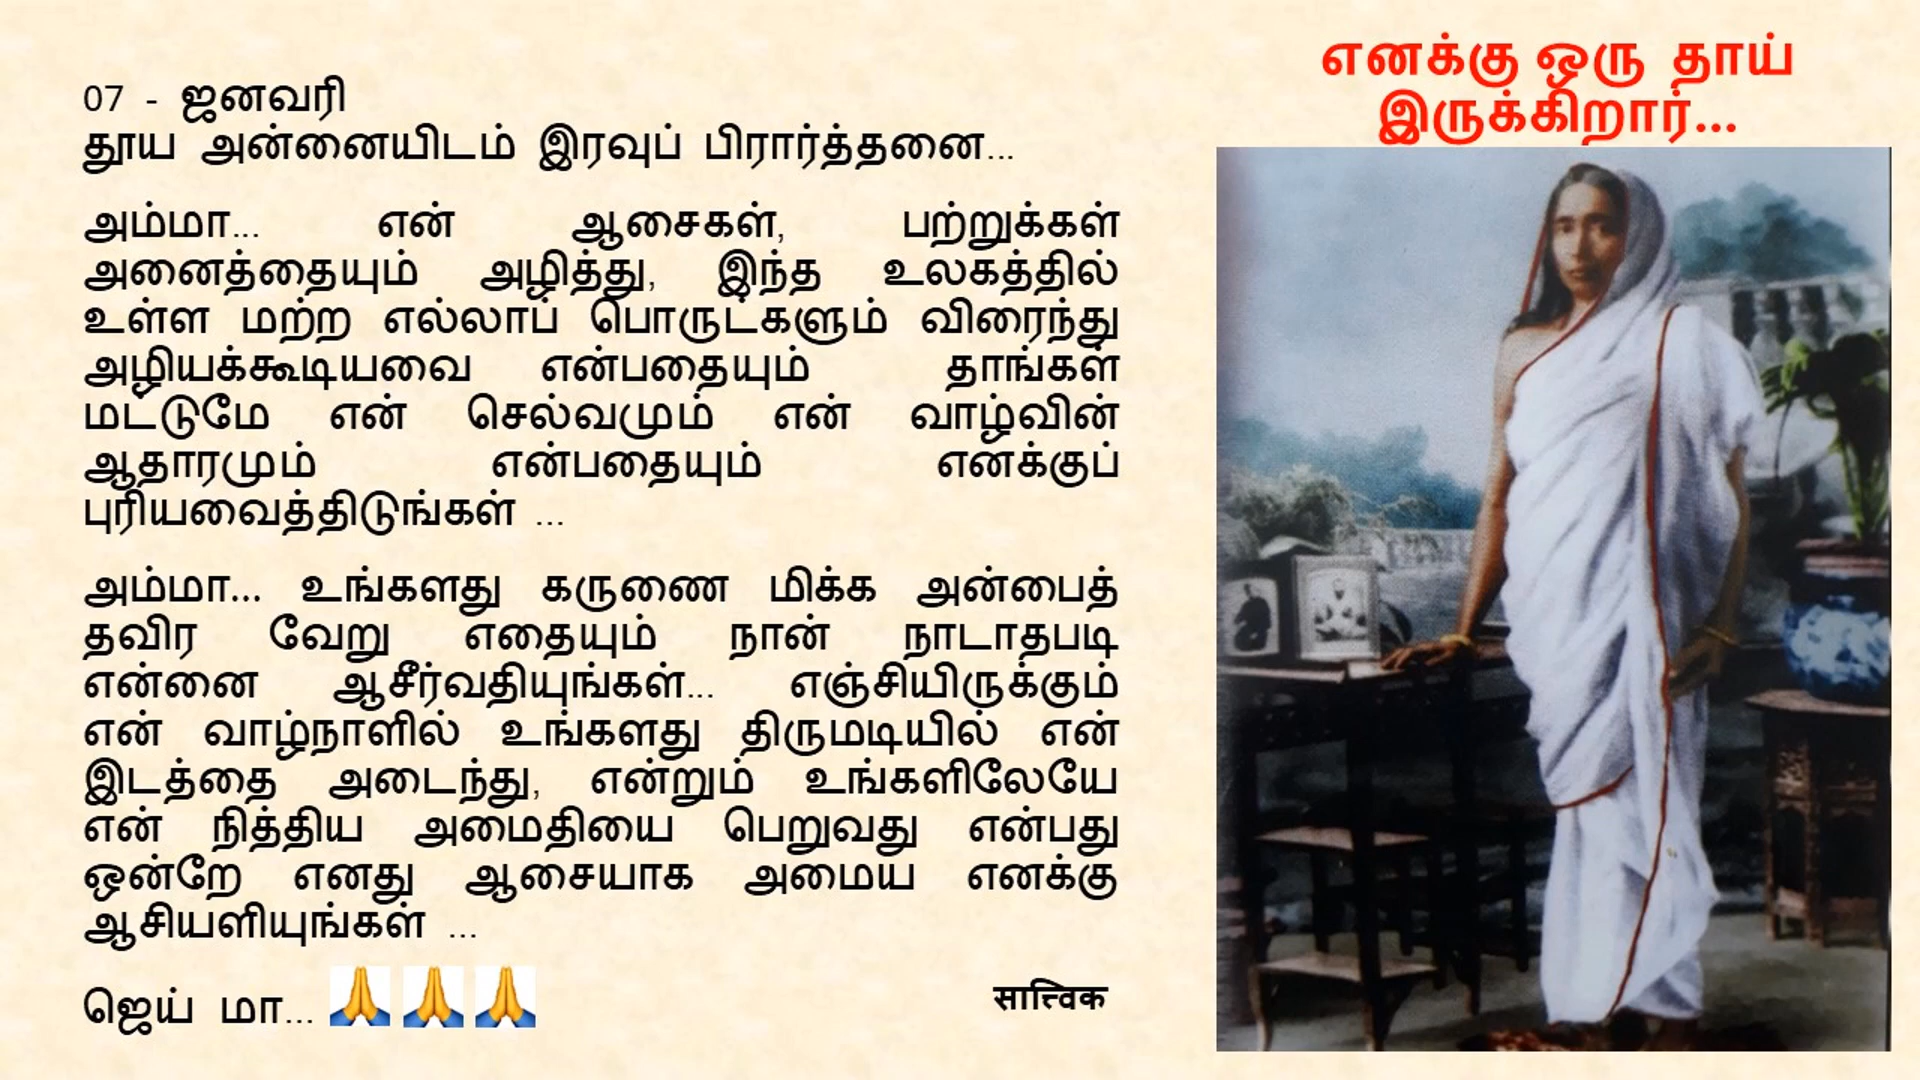 எனக்கு ஒரு தாய்
இருக்கிறார்...
07 - ஜனவரி
தூய அன்னையிடம் இரவுப் பிரார்த்தனை...
அம்மா... என் ஆசைகள், பற்றுக்கள்
அனைத்தையும் அழித்து, இந்த உலகத்தில்
உள்ள மற்ற எல்லாப் பொருட்களும் விரைந்து
அழியக்கூடியவை என்பதையும் தாங்கள்
மட்டுமே என் செல்வமும் என் வாழ்வின்
ஆதாரமும் என்பதையும் எனக்குப்
புரியவைத்திடுங்கள் ...
அம்மா... உங்களது கருணை மிக்க அன்பைத்
தவிர வேறு எதையும் நான் நாடாதபடி
என்னை ஆசீர்வதியுங்கள்... எஞ்சியிருக்கும்
என் வாழ்நாளில் உங்களது திருமடியில் என்
இடத்தை அடைந்து, என்றும் உங்களிலேயே
என் நித்திய அமைதியை பெறுவது என்பது
ஒன்றே எனது ஆசையாக அமைய எனக்கு
ஆசியளியுங்கள் ...
ஜெய் மா... 🙏 🙏 🙏
सात्त्विक